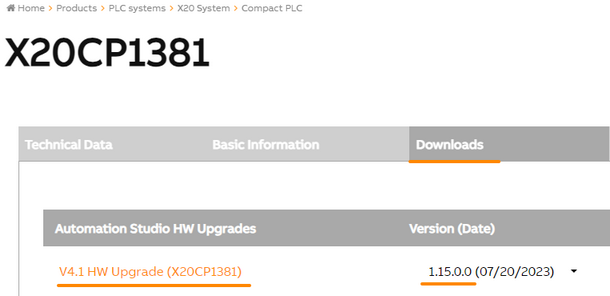 Home > Products > PLC systems > X20 System > Compact PLC
X20CP1381
Technical Data Basic Information Downloads
Automation Studio HW Upgrades Version (Date)
V4.1 HW Upgrade (X20CP1381) 1.15.0.0 (07/20/2023)